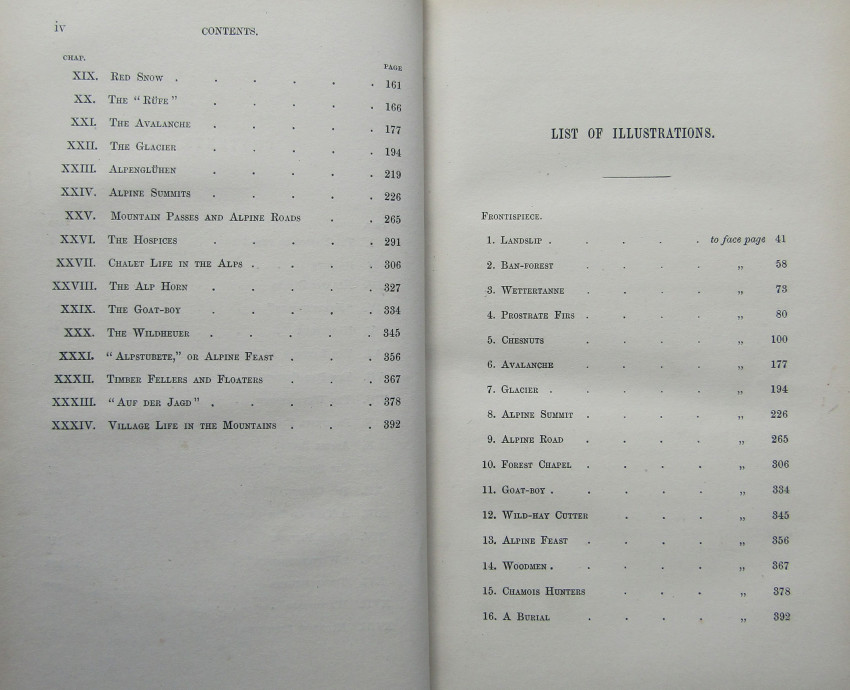 iv
CONTENTS.
CHAP. PAGE
XIX. Red Snow . . . . . . 161
XX. The "Rüfe" . . . . . 166
XXI. The Avalanche . . . . . 177
XXII. The Glacier . . . . . 194
XXIII. Alpenglühen . . . . . 219
XXIV. Alpine Summits . . . . . 226
XXV. Mountain Passes and Alpine Roads . . 265
XXVI. The Hospices . . . . . 291
XXVII. Chalet Life in the Alps . . . . 306
XXVIII. The Alp Horn . . . . . 327
XXIX. The Goat-boy . . . . . 334
XXX. The Wildheuer . . . . . 345
XXXI. "Alpstubete," or Alpine Feast . . . 356
XXXII. Timber Fellers and Floaters . . . 367
XXXIII. "Auf der Jagd" . . . . . 378
XXXIV. Village Life in the Mountains . . . 392
LIST OF ILLUSTRATIONS.
Frontispiece.
1. Landslip . . . . . to face page 41
2. Ban-forest . . . . „ 58
3. Wettertanne . . . . „ 73
4. Prostrate Firs . . . . „ 80
5. Chesnuts . . . . „ 100
6. Avalanche . . . . „ 177
7. Glacier . . . . . „ 194
8. Alpine Summit . . . . „ 226
9. Alpine Road . . . . „ 265
10. Forest Chapel . . . . „ 306
11. Goat-boy . . . . . „ 334
12. Wild-hay Cutter . . . „ 345
13. Alpine Feast . . . . „ 356
14. Woodmen . . . . . „ 367
15. Chamois Hunters . . . „ 378
16. A Burial . . . . „ 392